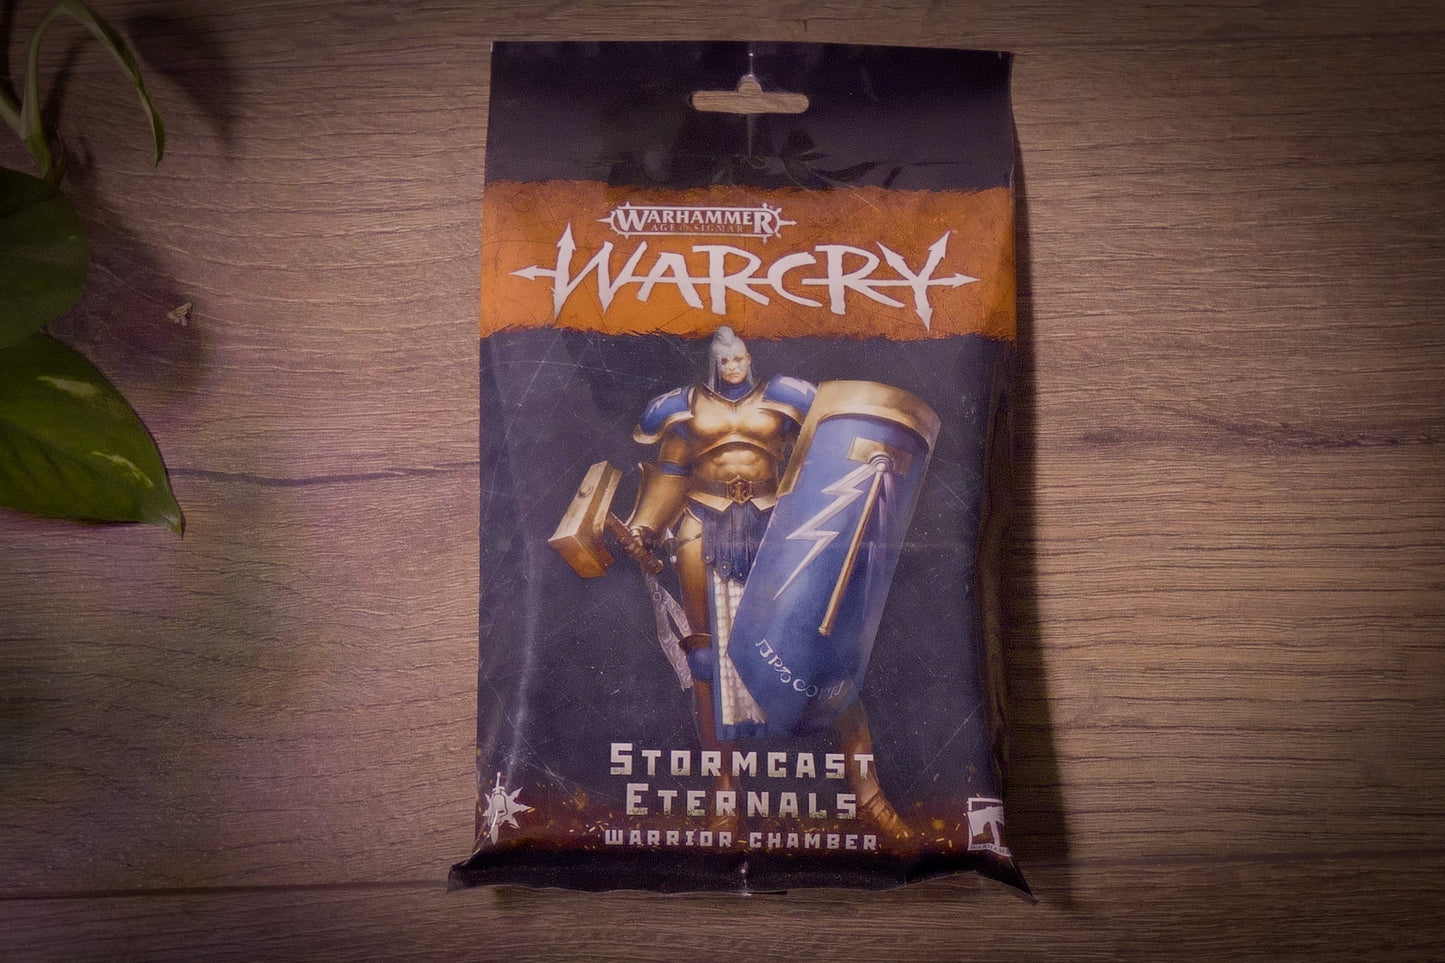 WARHAMMER
AGE OF SIGMAR
WARCRY
STORMCAST
ETERNALS
WARRIOR CHAMBER